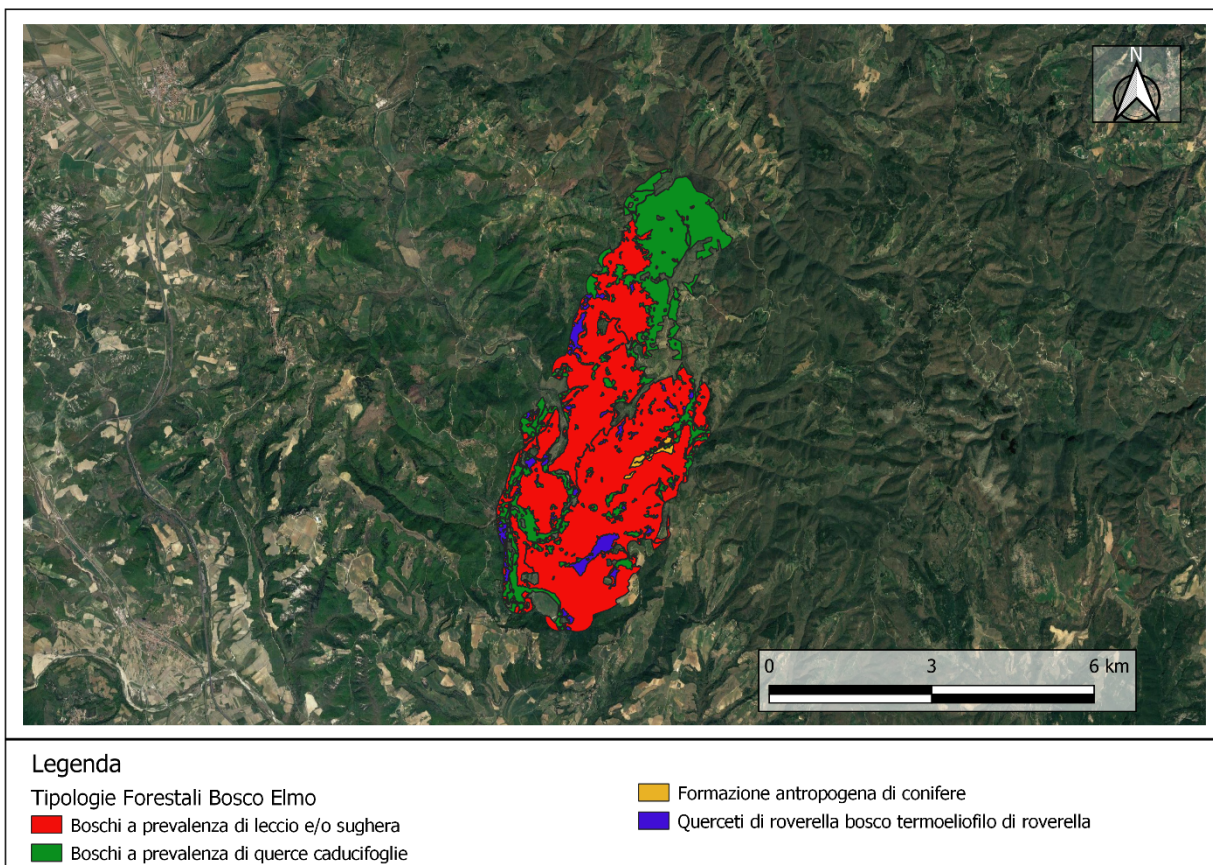 N
0 3 6 km
Legenda
Tipologie Forestali Bosco Elmo
Boschi a prevalenza di leccio e/o sughera
Boschi a prevalenza di querce caducifoglie
Formazione antropogena di conifere
Querceti di roverella bosco termoeliofilo di roverella